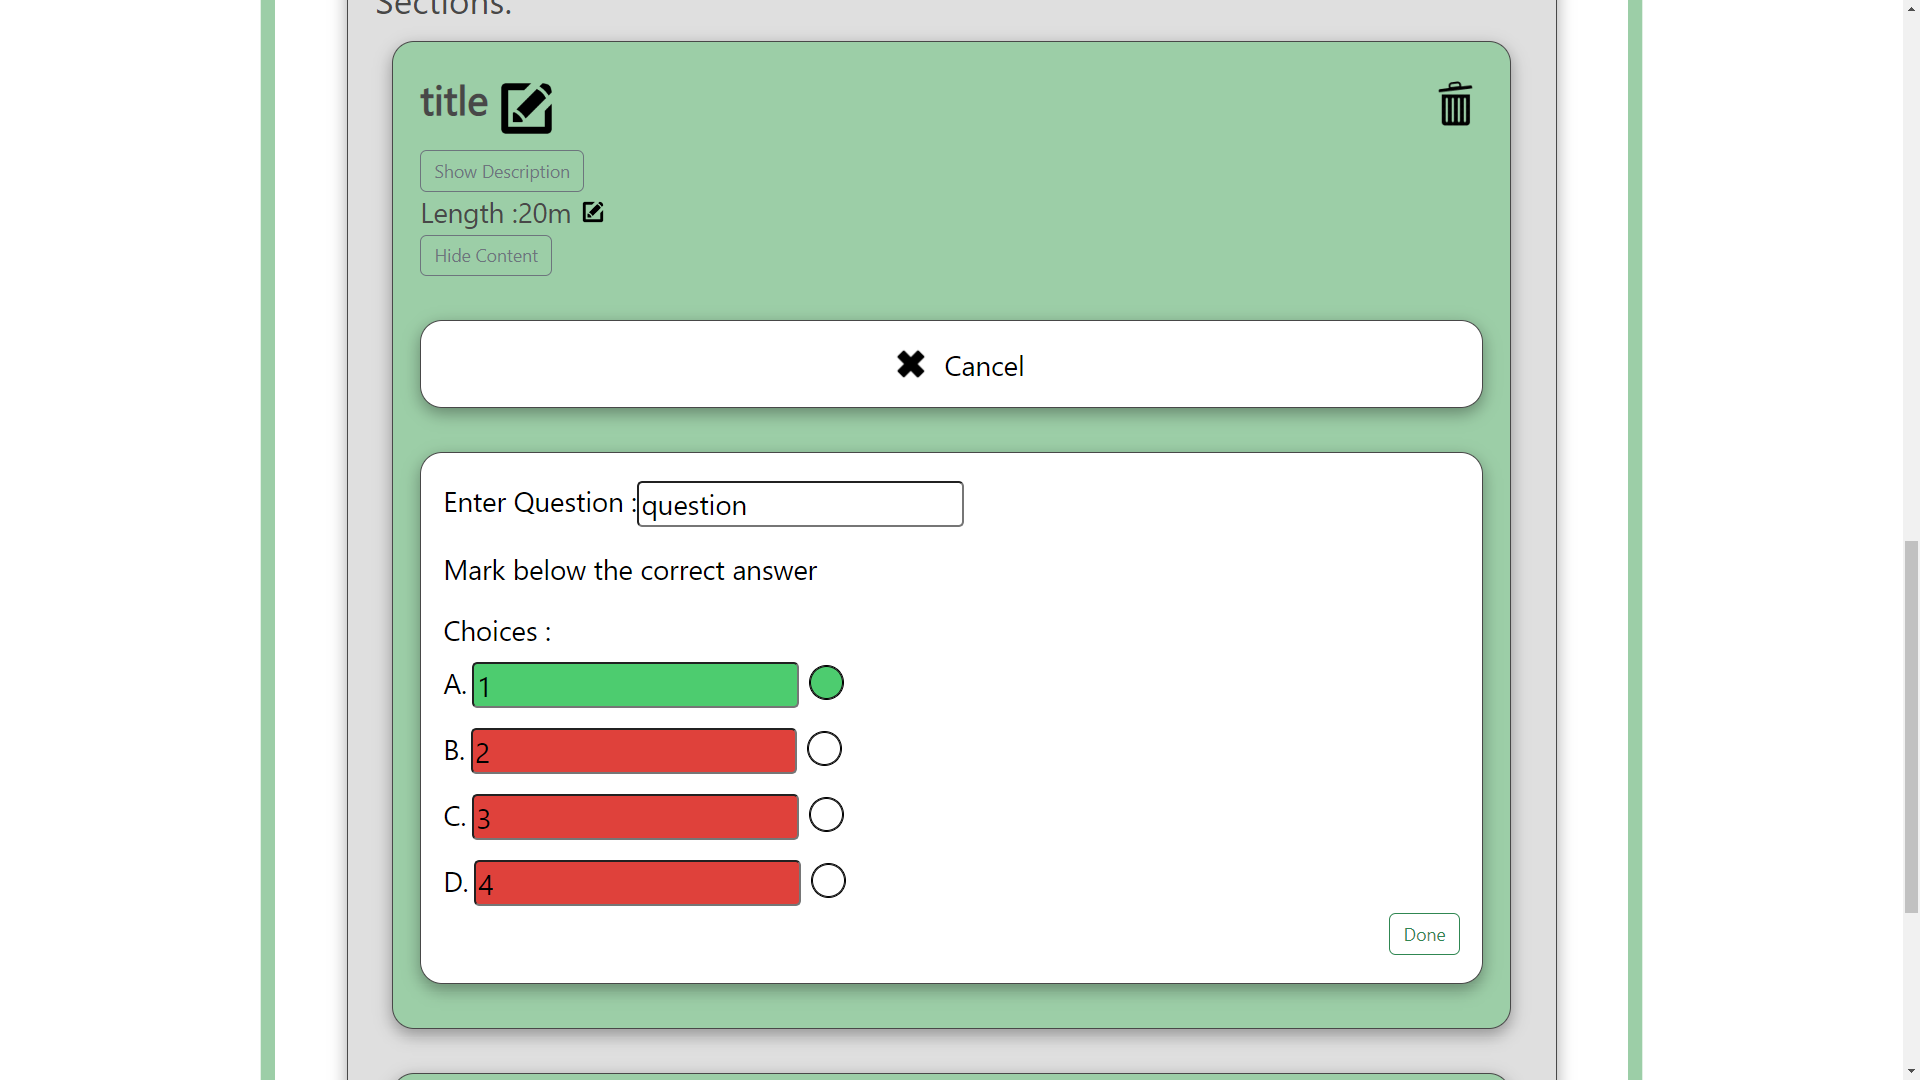 Sections:
title
Show Description
Length :20m
Hide Content
Cancel
Enter Question :question
Mark below the correct answer
Choices :
A. 1
B. 2
C. 3
D. 4
Done